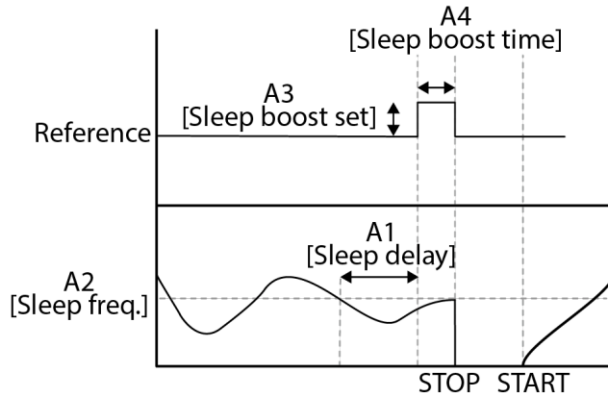 A4
[Sleep boost time]
A3
[Sleep boost set]
Reference
A1
[Sleep delay]
A2
[Sleep freq.]
STOP START